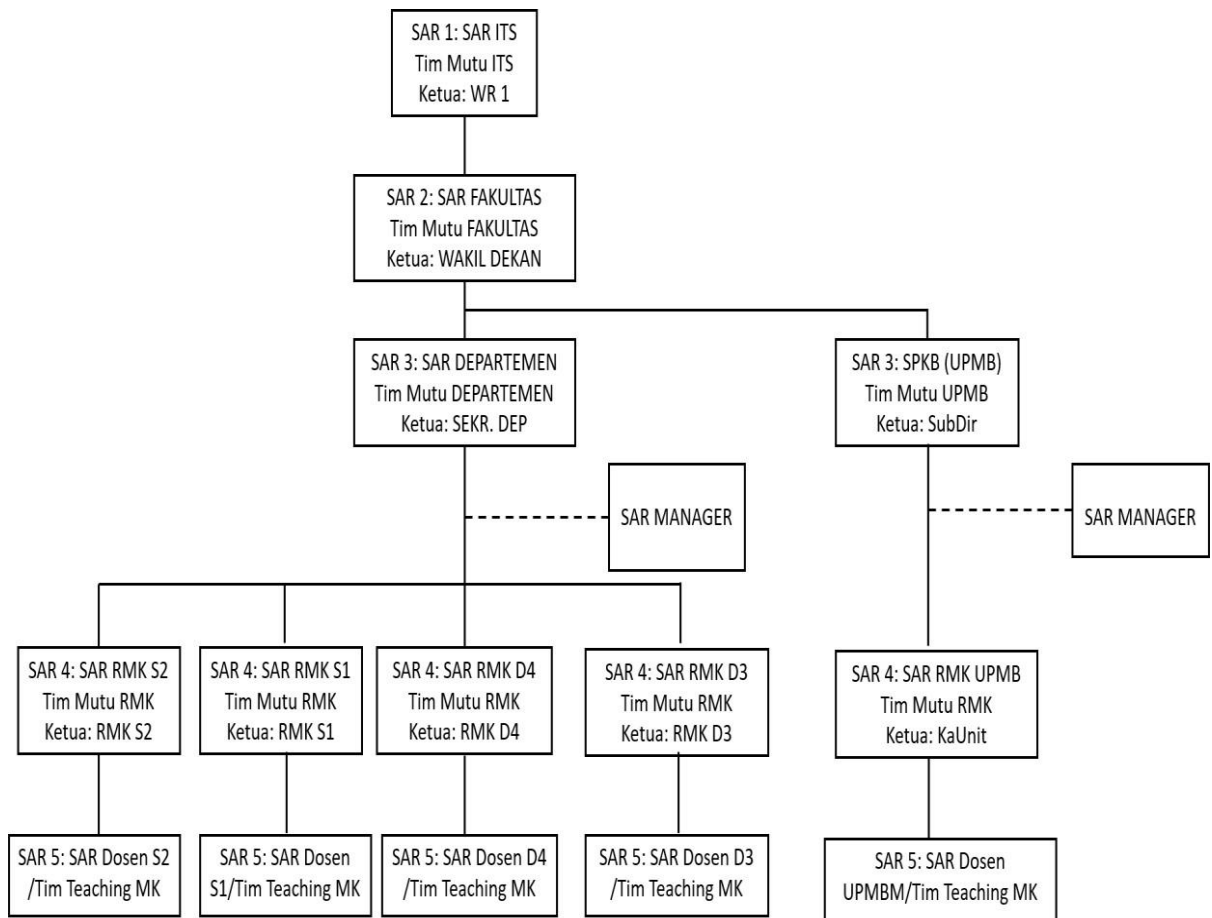 SAR 1: SAR ITS
Tim Mutu ITS
Ketua: WR 1
SAR 2: SAR FAKULTAS
Tim Mutu FAKULTAS
Ketua: WAKIL DEKAN
SAR 3: SAR DEPARTEMEN
Tim Mutu DEPARTEMEN
Ketua: SEKR. DEP
SAR 3: SPKB (UPMB)
Tim Mutu UPMB
Ketua: SubDir
SAR MANAGER
SAR MANAGER
SAR 4: SAR RMK S2
Tim Mutu RMK
Ketua: RMK S2
SAR 4: SAR RMK S1
Tim Mutu RMK
Ketua: RMK S1
SAR 4: SAR RMK D4
Tim Mutu RMK
Ketua: RMK D4
SAR 4: SAR RMK D3
Tim Mutu RMK
Ketua: RMK D3
SAR 4: SAR RMK UPMB
Tim Mutu RMK
Ketua: KaUnit
SAR 5: SAR Dosen S2
/Tim Teaching MK
SAR 5: SAR Dosen
S1/Tim Teaching MK
SAR 5: SAR Dosen D4
/Tim Teaching MK
SAR 5: SAR Dosen D3
/Tim Teaching MK
SAR 5: SAR Dosen
UPMBM/Tim Teaching MK